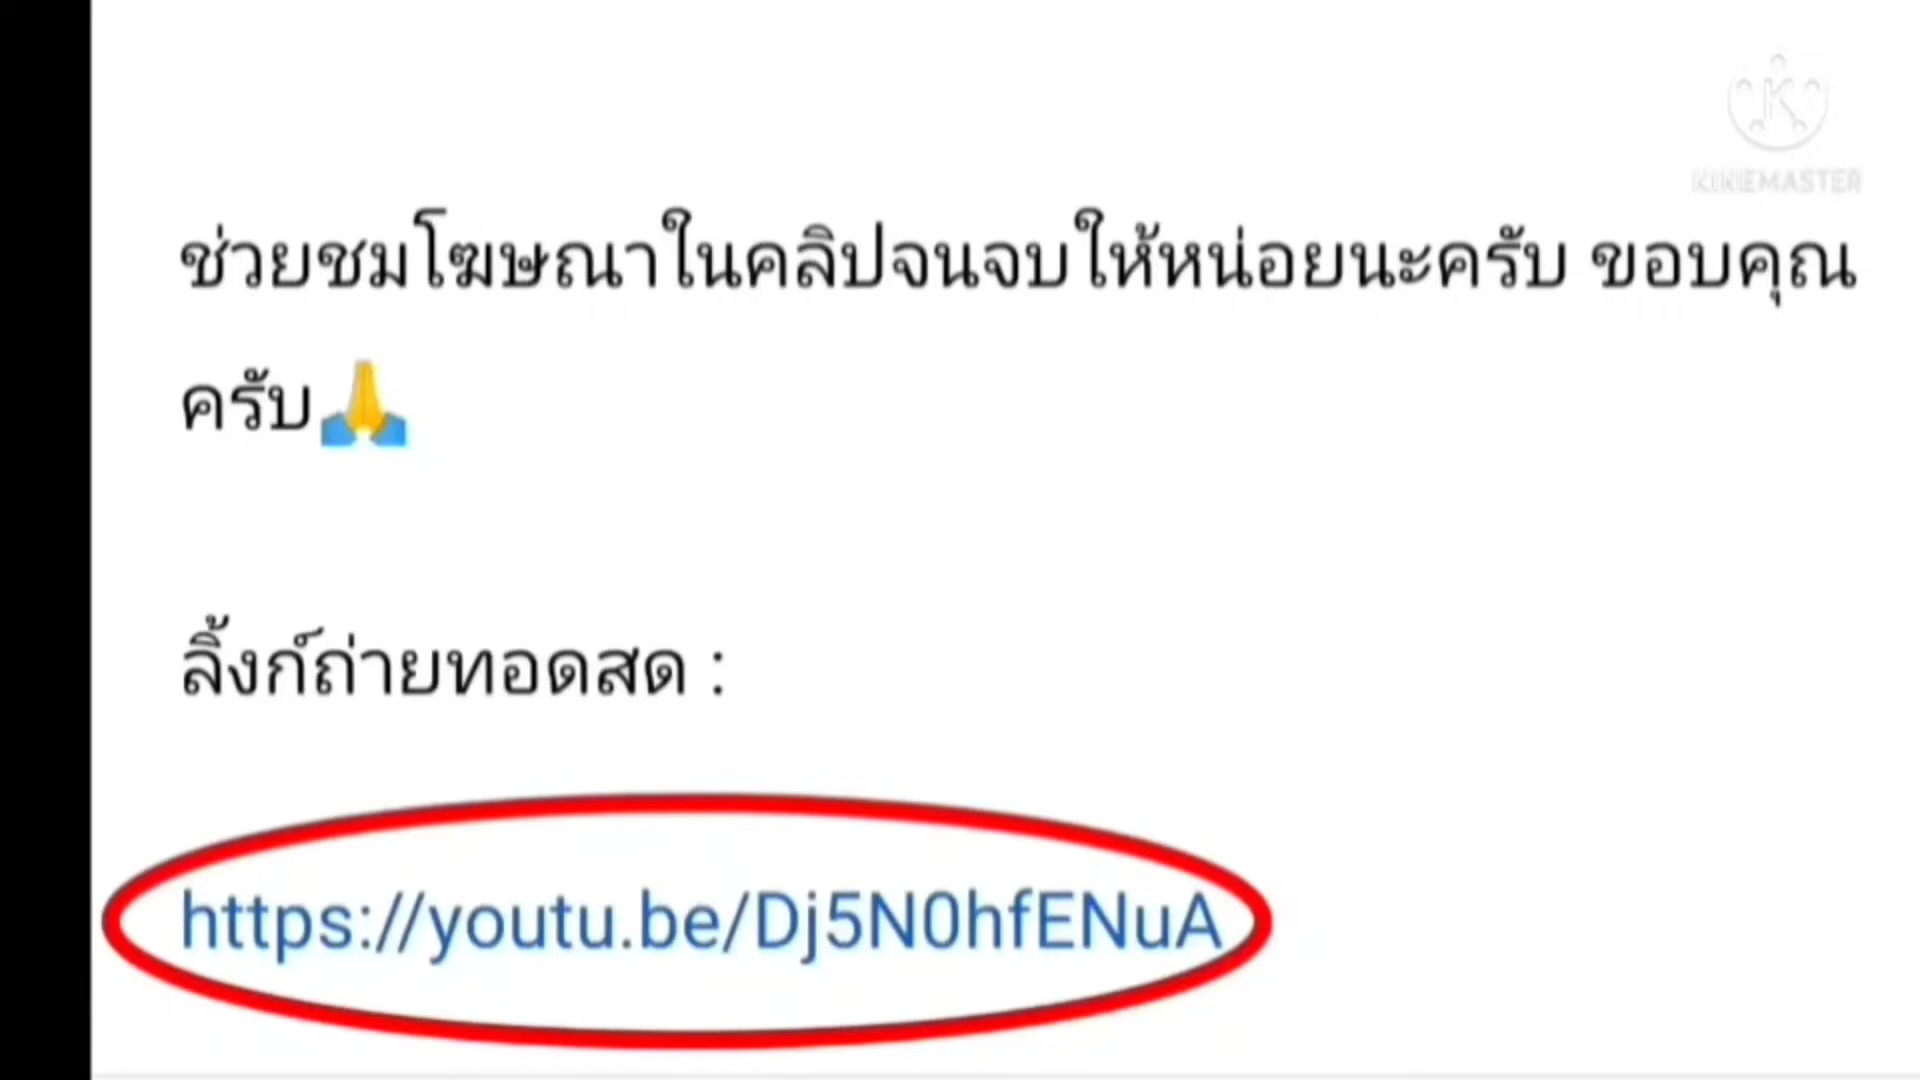 KINEMASTER
ช่วยชมโฆษณาในคลิปจนจบให้หน่อยนะครับ ขอบคุณ
ครับ🙏
ลิ้งก์ถ่ายทอดสด :
https://youtu.be/Dj5N0hfENuA